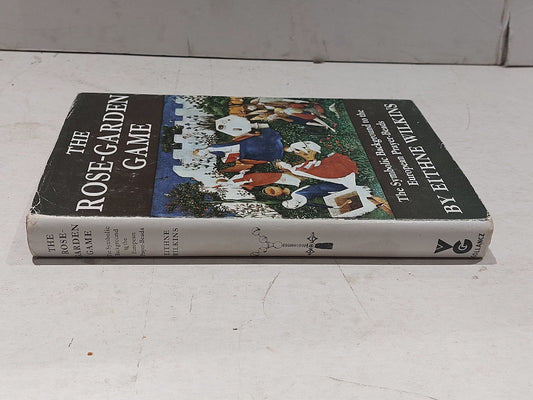 THE
ROSE-GARDEN
GAME
The Symbolic Background to the
European Prayer-Beads
BY EITHNE WILKINS
THE
ROSE-
GARDEN
GAME
The Symbolic
Background
to the
European
Prayer-Beads
EITHNE
WILKINS
VG
GOLLANCZ